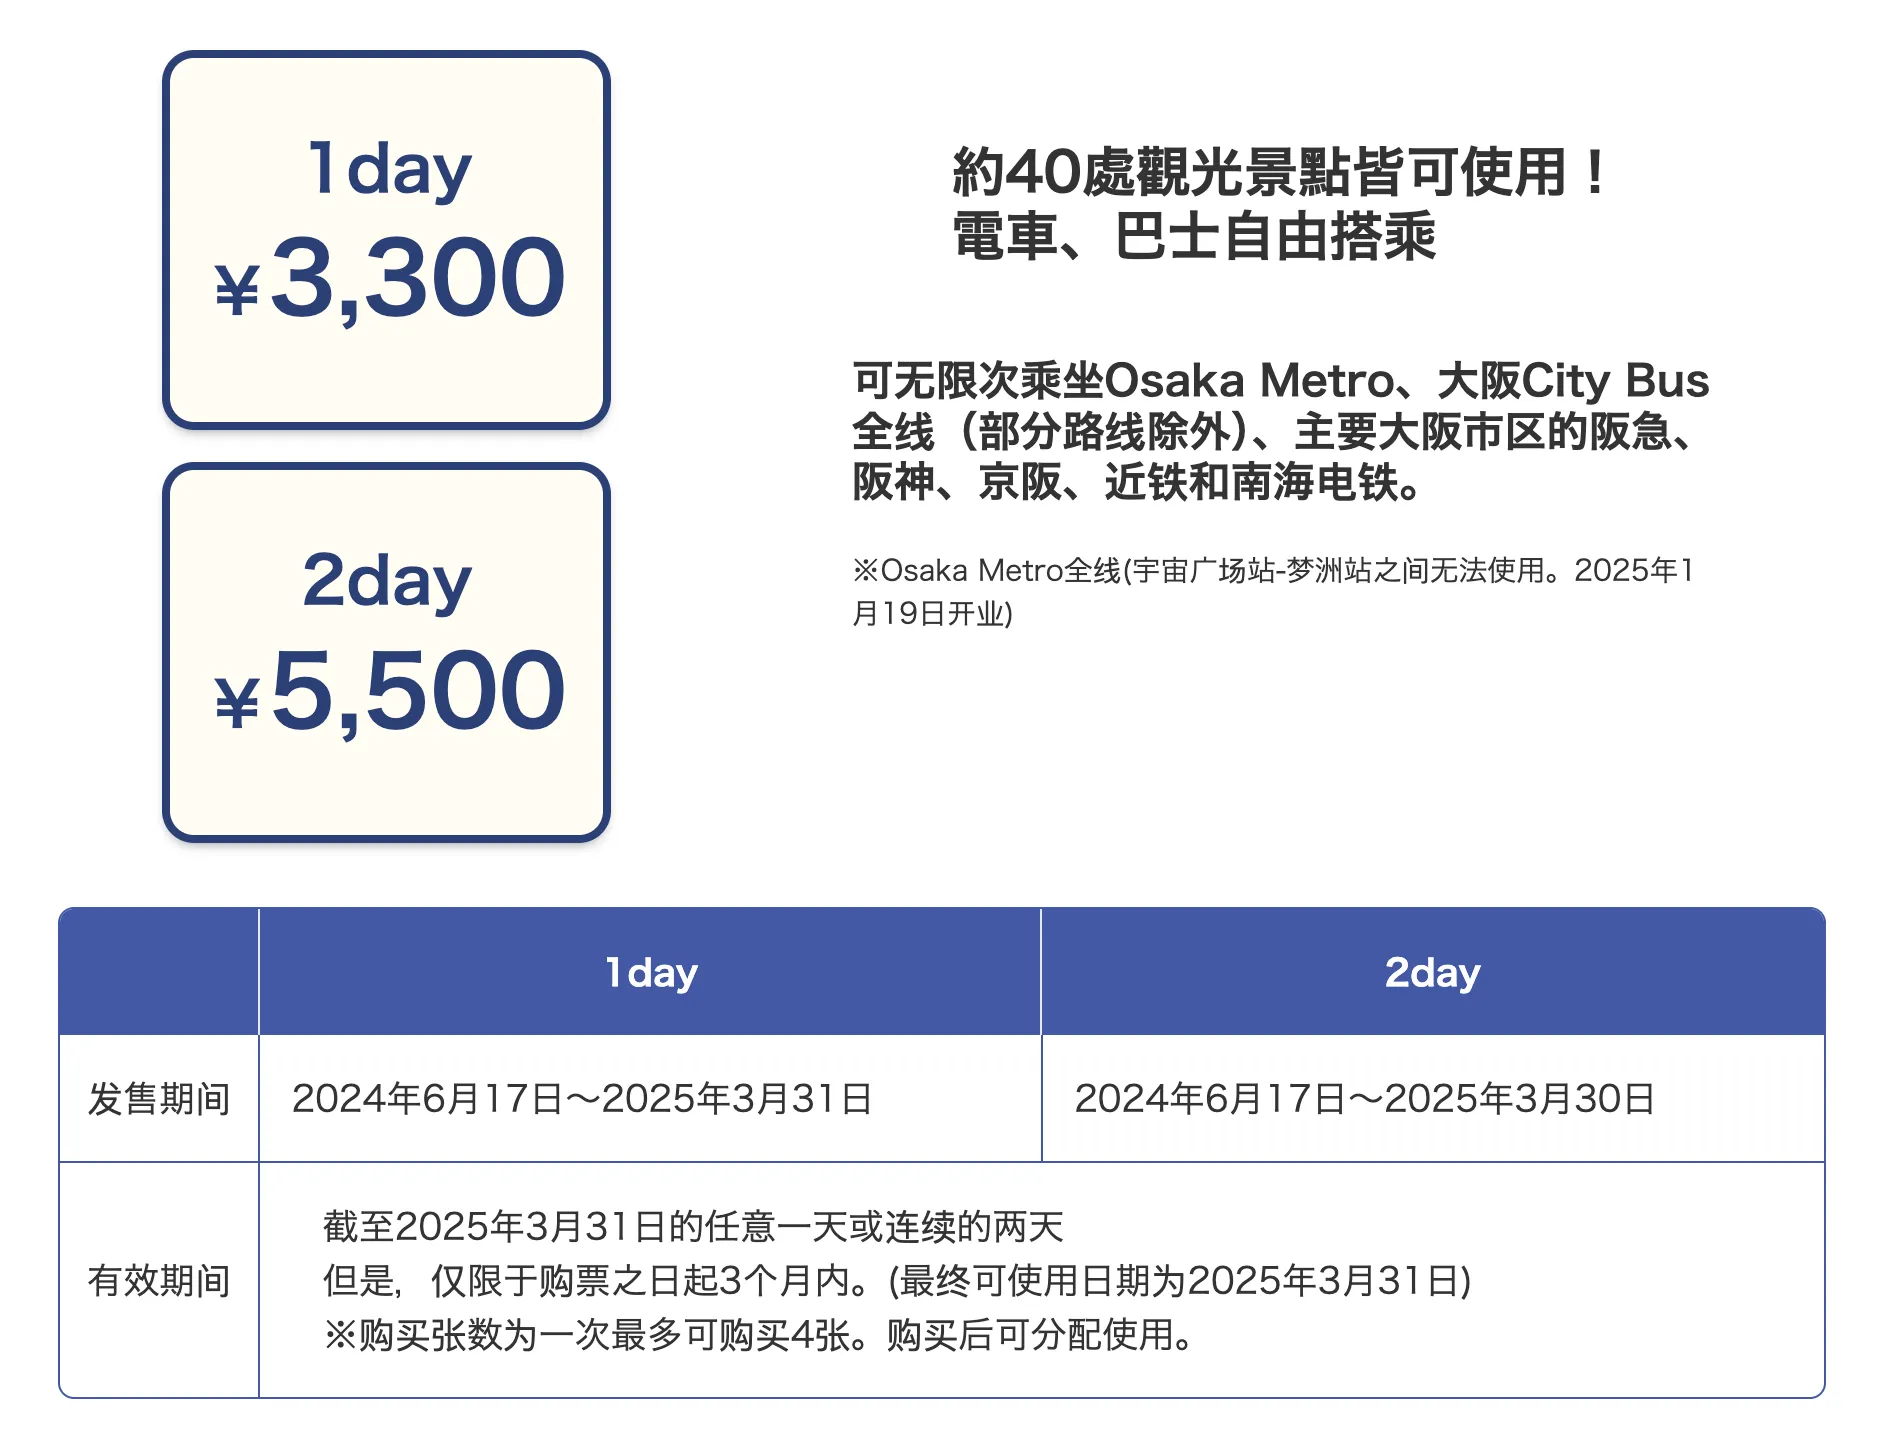 1day
¥3,300
2day
¥5,500
約40處觀光景點皆可使用！
電車、巴士自由搭乘
可无限次乘坐Osaka Metro、大阪City Bus
全线（部分路线除外）、主要大阪市区的阪急、
阪神、京阪、近铁和南海电铁。
※Osaka Metro全线(宇宙广场站-梦洲站之间无法使用。2025年1
月19日开业)
1day
2day
发售期间
2024年6月17日～2025年3月31日
2024年6月17日～2025年3月30日
有效期间
截至2025年3月31日的任意一天或连续的两天
但是，仅限于购票之日起3个月内。(最终可使用日期为2025年3月31日)
※购买张数为一次最多可购买4张。购买后可分配使用。